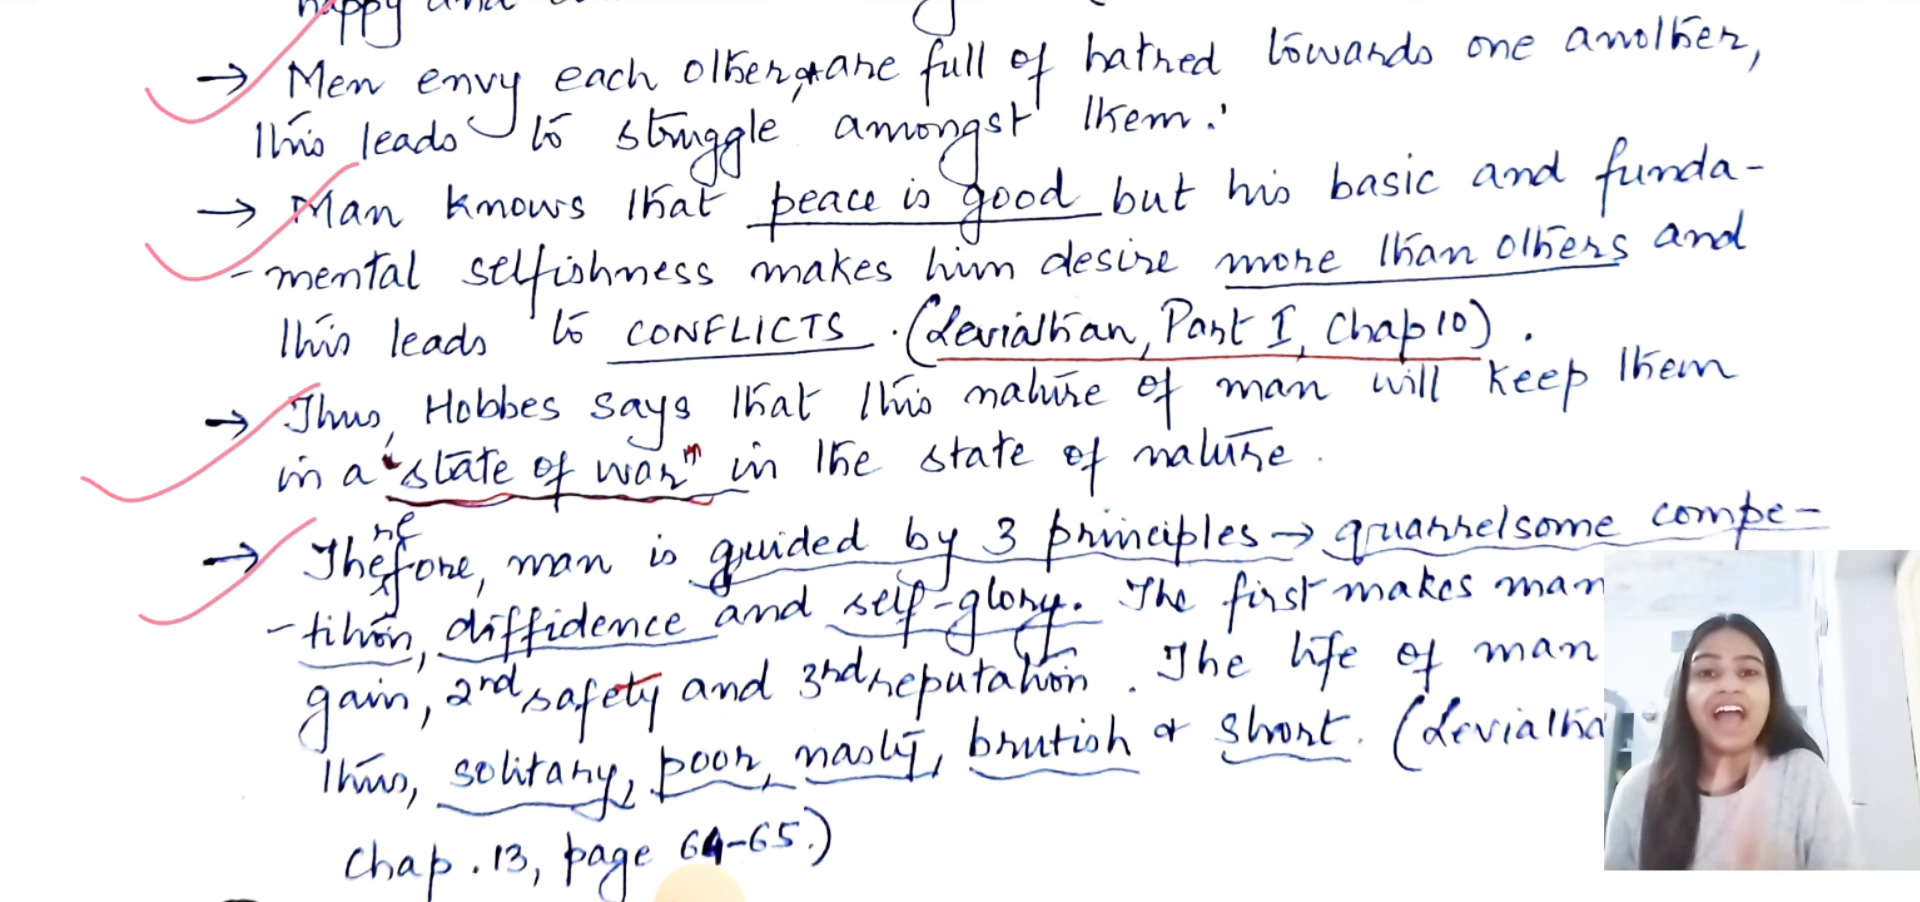 happy and
→ Men envy each other, & are full of hatred towards one another,
this leads to struggle amongst them.
→ Man knows that peace is good but his basic and funda-
-mental selfishness makes him desire more than others and
this leads to CONFLICTS. (Leviathan, Part I, Chap 10).
→ Thus, Hobbes says that this nature of man will keep them
in a "state of war" in the state of nature.
→ Therefore, man is guided by 3 principles → quarrelsome compe-
-tition, diffidence and self-glory. The first makes man
gain, 2nd safety and 3rd reputation. The life of man
thus, solitary, poor, nasty, brutish & short. (Leviatha
Chap. 13, page 64-65.)